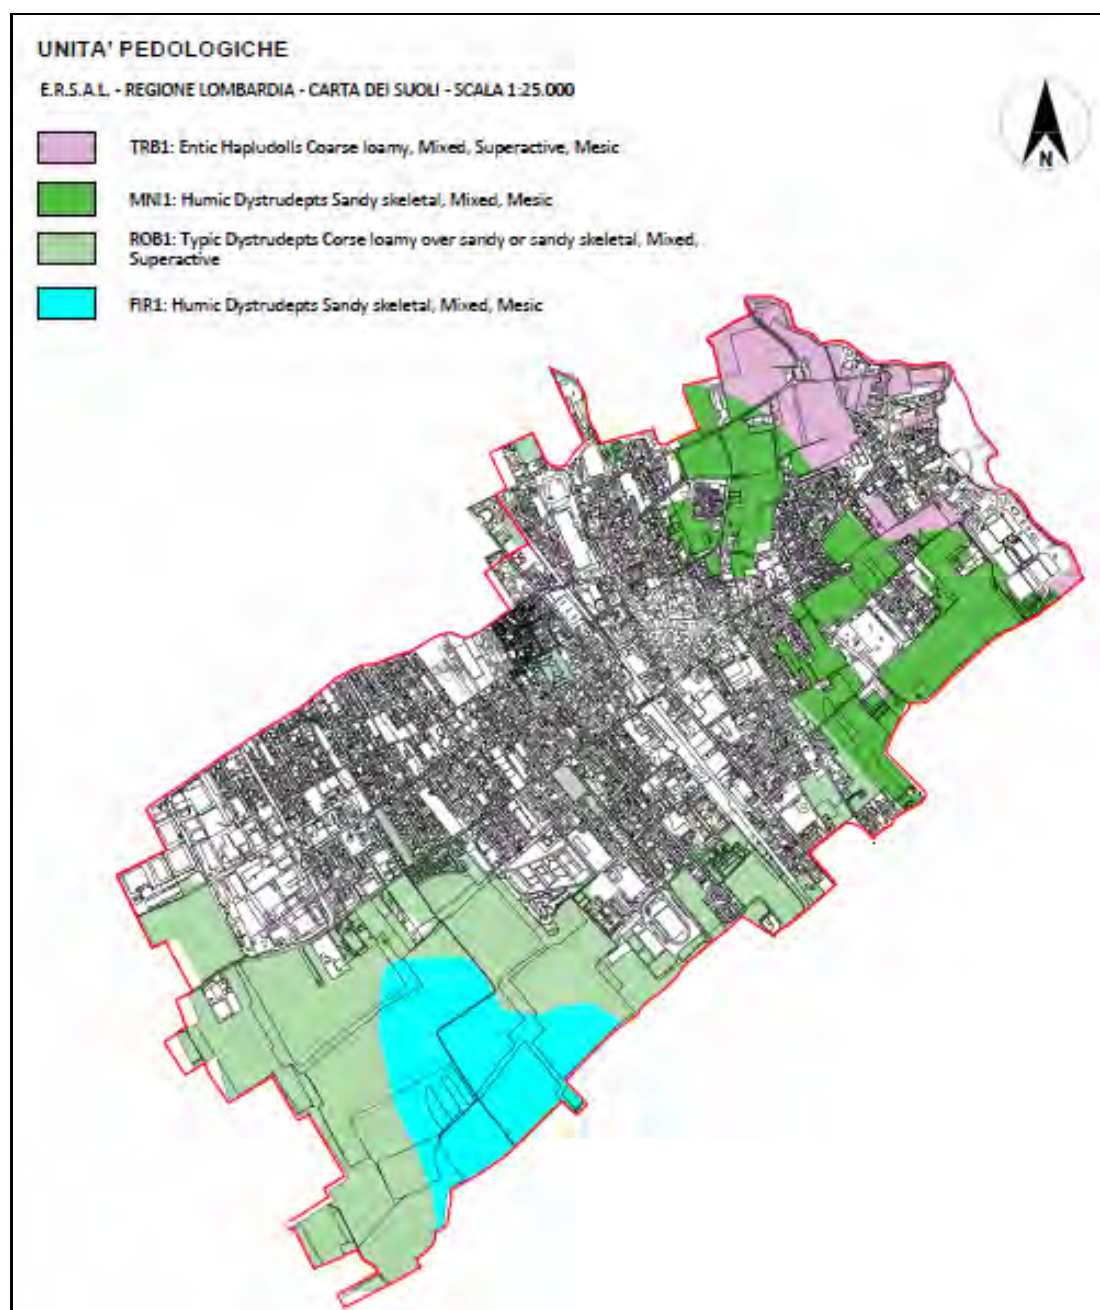 UNITA' PEDOLOGICHE
E.R.S.A.L. - REGIONE LOMBARDIA - CARTA DEI SUOLI - SCALA 1:25.000
N
TRB1: Entic Hapludolls Coarse loamy, Mixed, Superactive, Mesic
MNI1: Humic Dystrudepts Sandy skeletal, Mixed, Mesic
ROB1: Typic Dystrudepts Corse loamy over sandy or sandy skeletal, Mixed,
Superactive
FIR1: Humic Dystrudepts Sandy skeletal, Mixed, Mesic